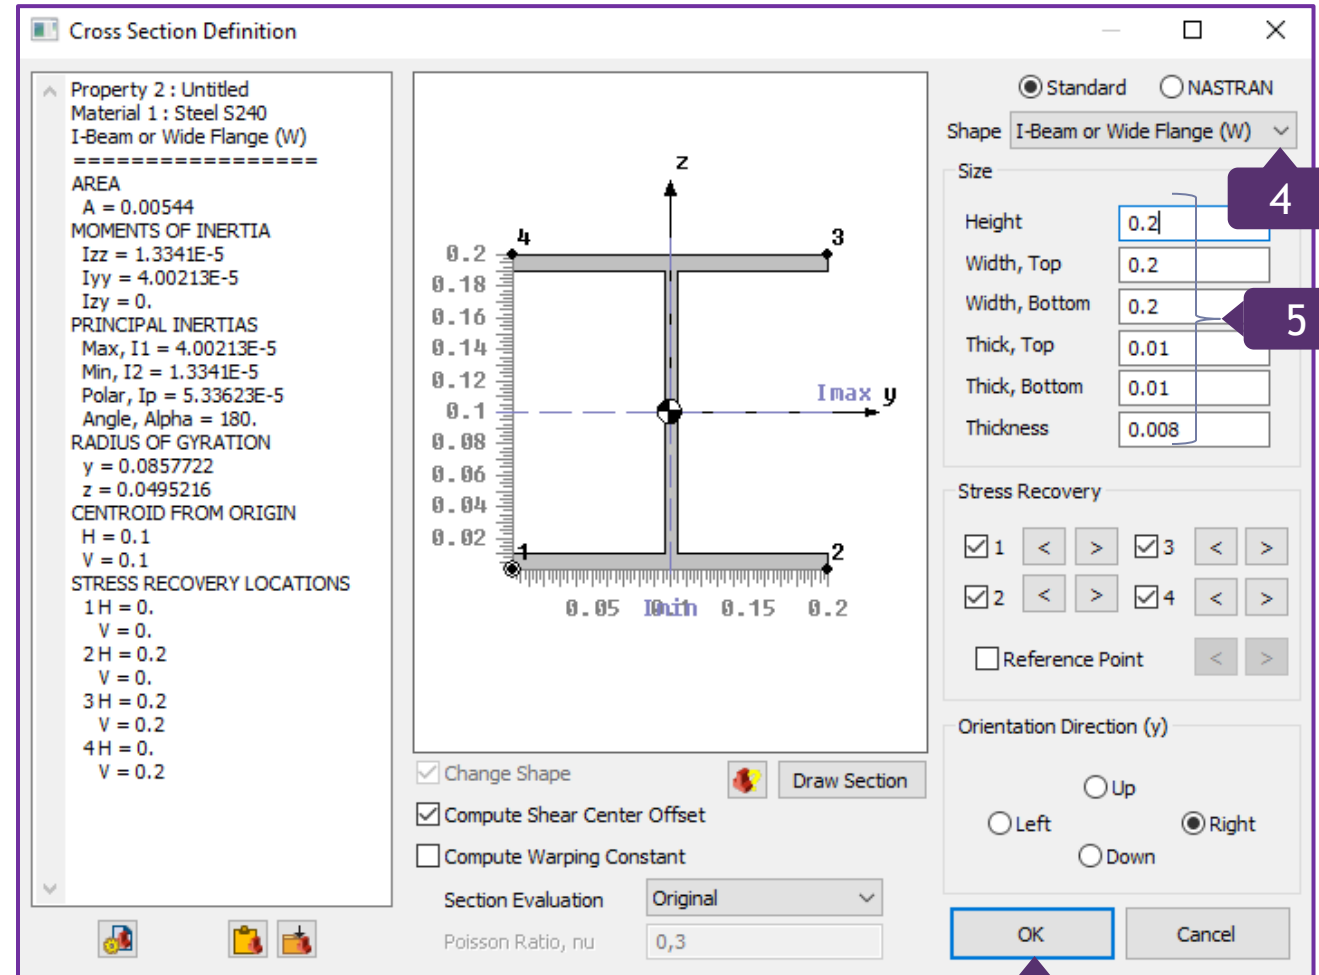 Cross Section Definition
Property 2 : Untitled
Material 1 : Steel S240
I-Beam or Wide Flange (W)
=================
AREA
A = 0.00544
MOMENTS OF INERTIA
Izz = 1.3341E-5
Iyy = 4.00213E-5
Izy = 0.
PRINCIPAL INERTIAS
Max, I1 = 4.00213E-5
Min, I2 = 1.3341E-5
Polar, Ip = 5.33623E-5
Angle, Alpha = 180.
RADIUS OF GYRATION
y = 0.0857722
z = 0.0495216
CENTROID FROM ORIGIN
H = 0.1
V = 0.1
STRESS RECOVERY LOCATIONS
1 H = 0.
V = 0.
2 H = 0.2
V = 0.
3 H = 0.2
V = 0.2
4 H = 0.
V = 0.2
z
4 3
0.2
0.18
0.16
0.14
0.12
Imax y
0.1
0.08
0.06
0.04
0.02
1 2
0.05 Imin 0.15 0.2
Change Shape
Draw Section
Compute Shear Center Offset
Compute Warping Constant
Section Evaluation Original
Poisson Ratio, nu 0,3
Standard NASTRAN
Shape I-Beam or Wide Flange (W)
4
Size
Height 0.2
Width, Top 0.2
Width, Bottom 0.2
5
Thick, Top 0.01
Thick, Bottom 0.01
Thickness 0.008
Stress Recovery
1 < > 3 < >
2 < > 4 < >
Reference Point < >
Orientation Direction (y)
Up
Left Right
Down
OK Cancel